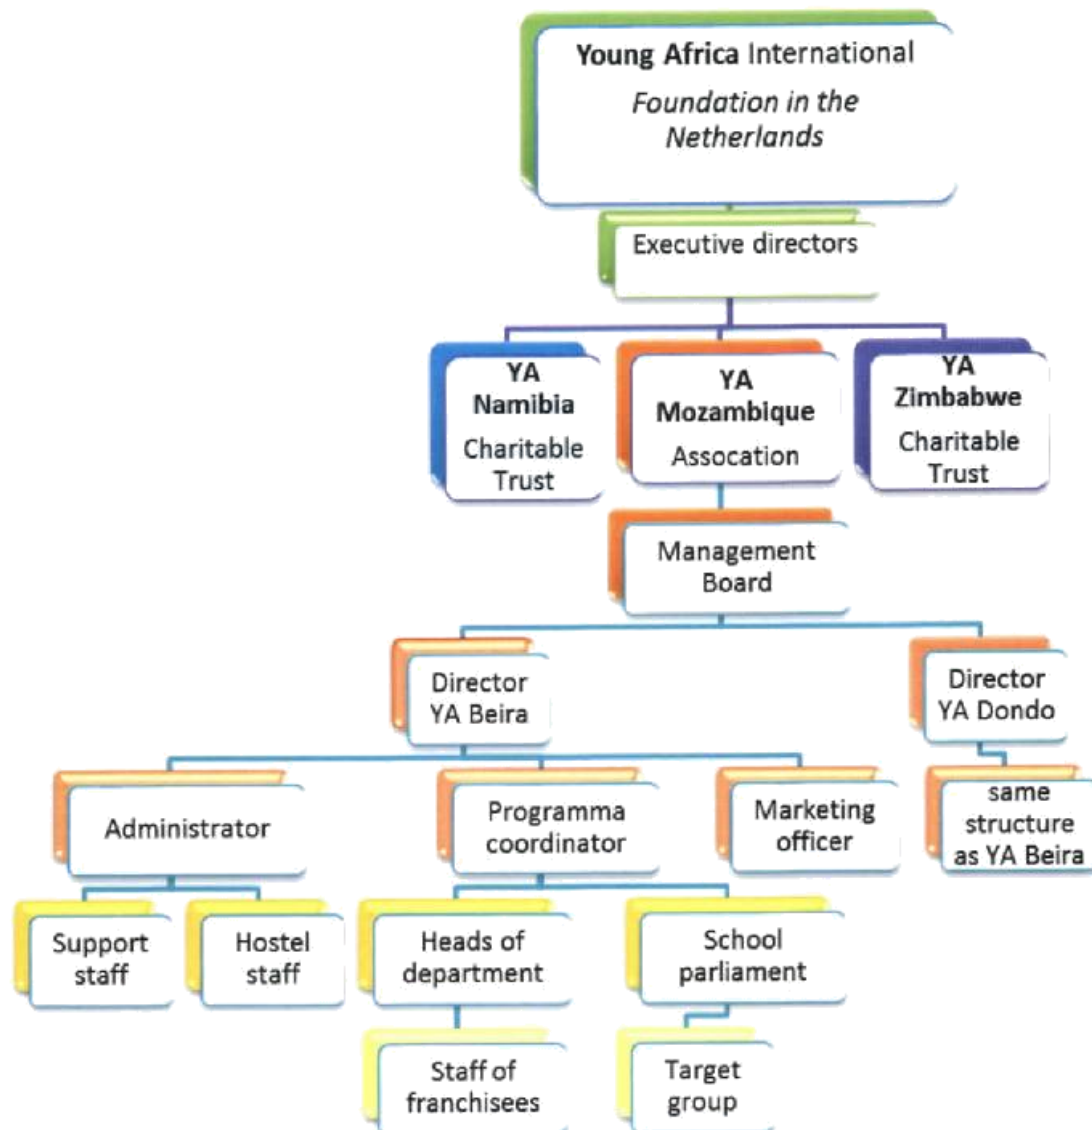 Young Africa International
Foundation in the
Netherlands
Executive directors
YA
Namibia
Charitable
Trust
YA
Mozambique
Assocation
YA
Zimbabwe
Charitable
Trust
Management
Board
Director
YA Beira
Director
YA Dondo
Administrator
Programma
coordinator
Marketing
officer
same
structure
as YA Beira
Support
staff
Hostel
staff
Heads of
department
School
parliament
Staff of
franchisees
Target
group